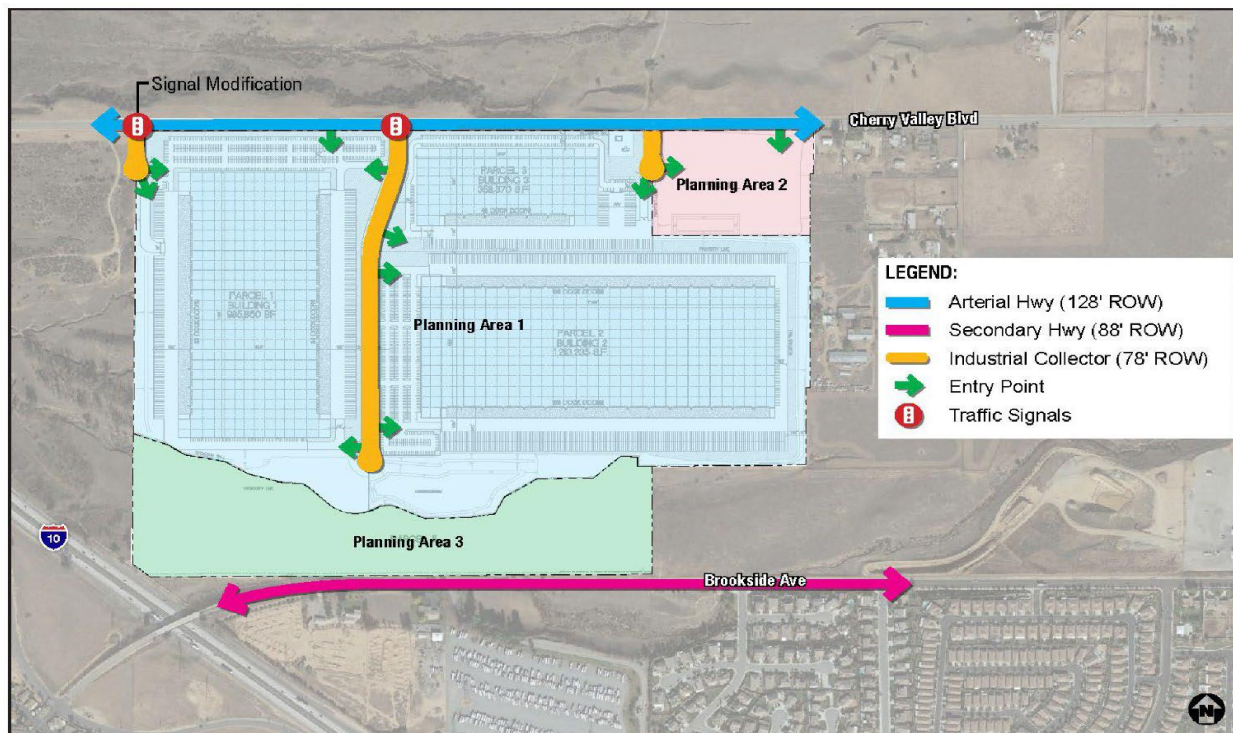 Signal Modification
Cherry Valley Blvd
PARCEL 3
BUILDING 3
Planning Area 2
LEGEND:
Arterial Hwy (128' ROW)
Secondary Hwy (88' ROW)
Industrial Collector (78' ROW)
Entry Point
Traffic Signals
PARCEL 1
BUILDING 1
Planning Area 1
PARCEL 2
BUILDING 2
10
Planning Area 3
Brookside Ave
N